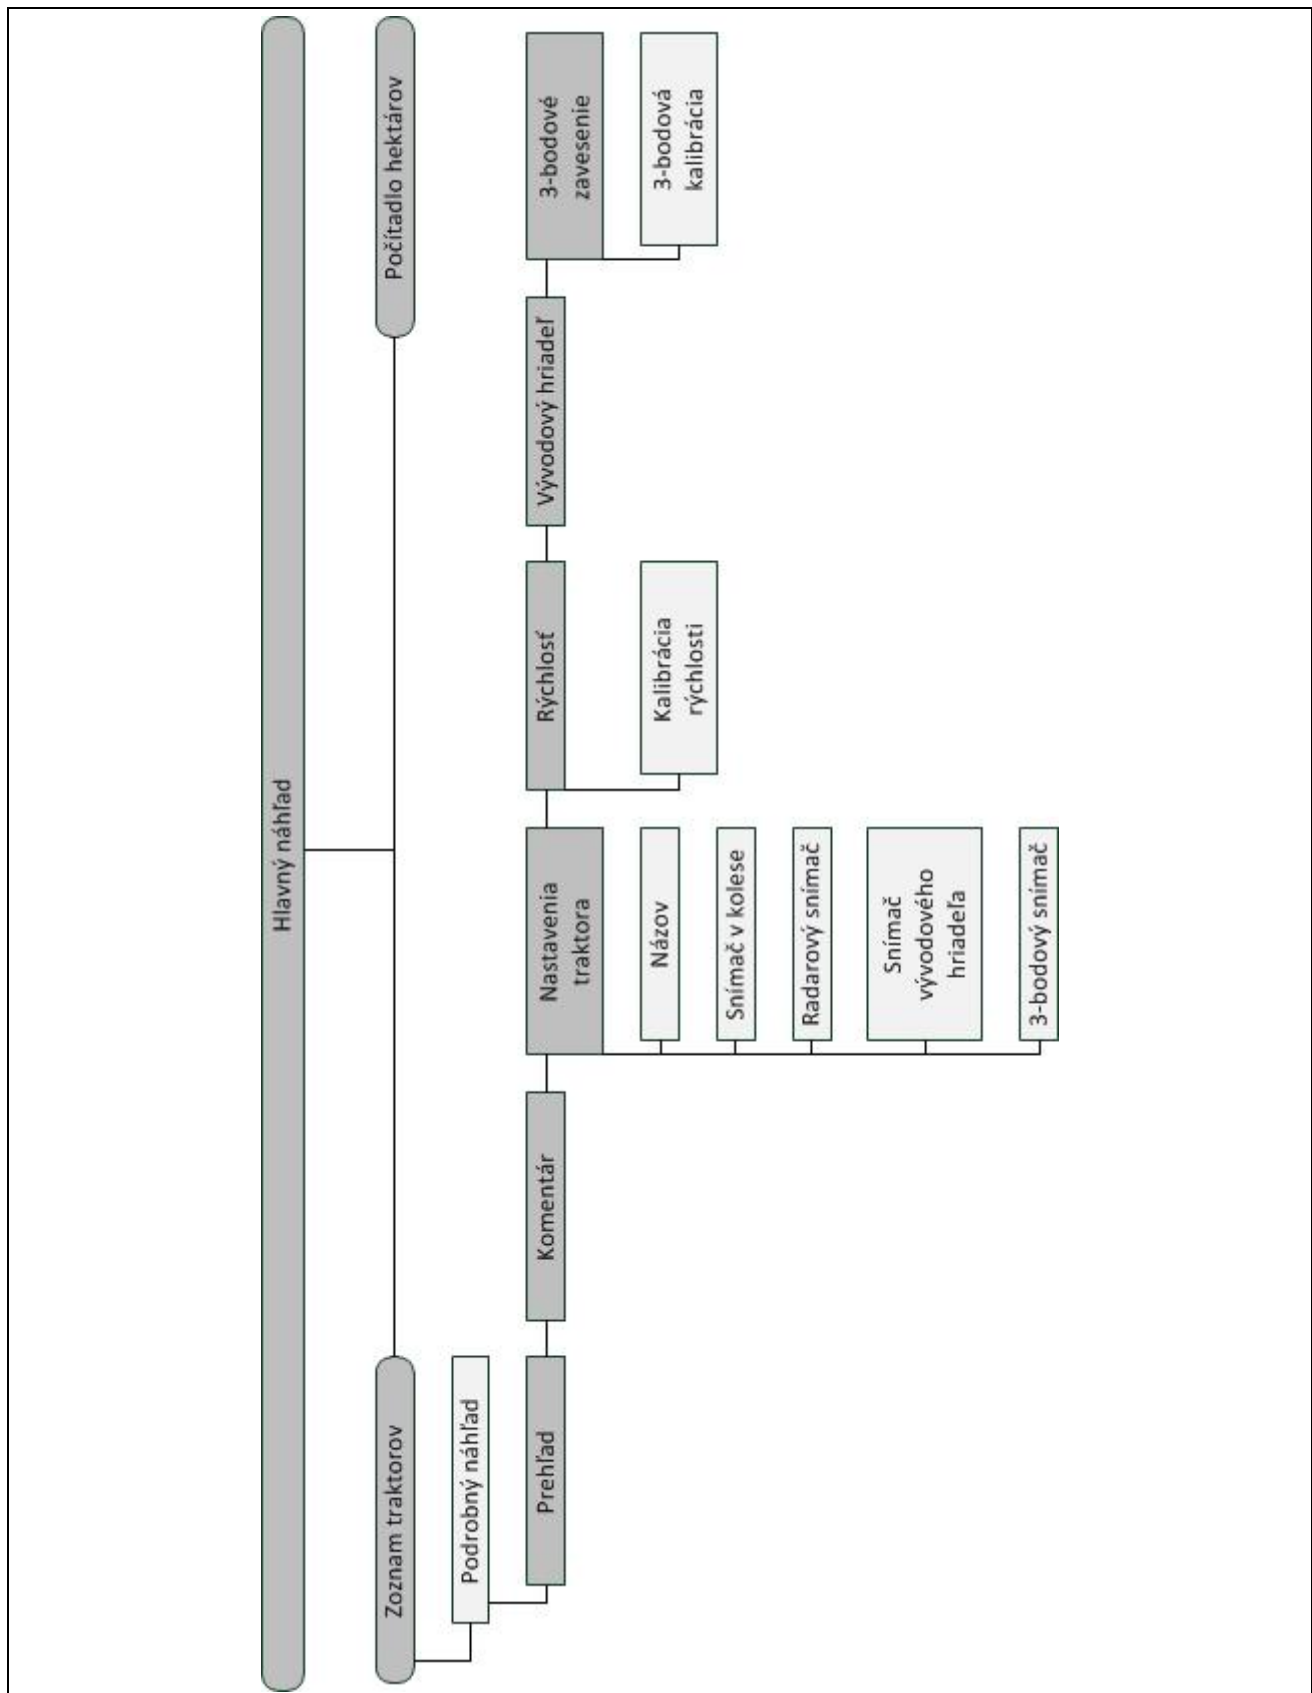 Hlavný náhľad
Zoznam traktorov
Počítadlo hektárov
Podrobný náhľad
Prehľad
Komentár
Nastavenia
traktora
Názov
Snímač v kolese
Radarový snímač
Snímač
vývodového
hriadeľa
3-bodový snímač
Rýchlosť
Kalibrácia
rýchlosti
Vývodový hriadeľ
3-bodové
zavesenie
3-bodová
kalibrácia